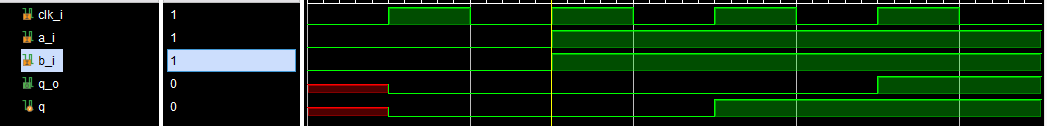 clk_i 1
a_i 1
b_i 1
q_o 0
q 0